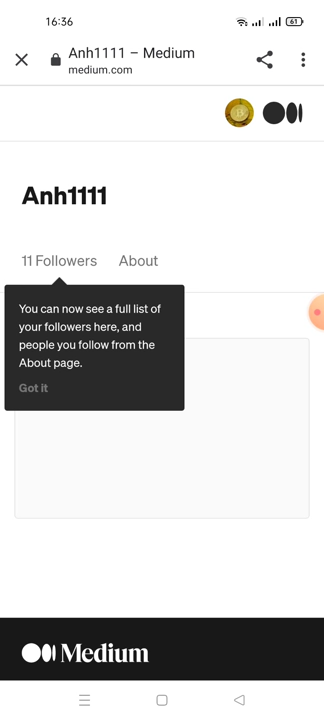 16:36
61
Anh1111 – Medium
medium.com
Anh1111
11 Followers
About
You can now see a full list of
your followers here, and
people you follow from the
About page.
Got it
Medium